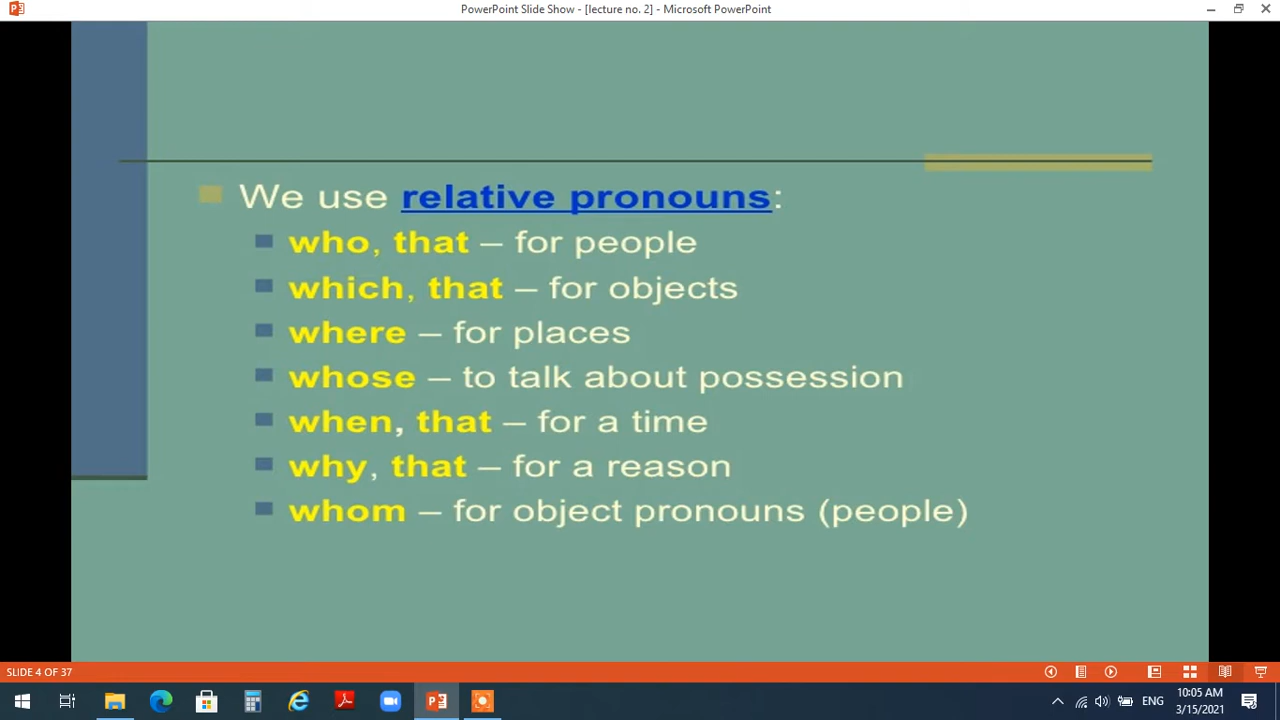 PowerPoint Slide Show - [lecture no. 2] - Microsoft PowerPoint
We use relative pronouns:
who, that – for people
which, that – for objects
where – for places
whose – to talk about possession
when, that – for a time
why, that – for a reason
whom – for object pronouns (people)
SLIDE 4 OF 37
ENG
10:05 AM
3/15/2021